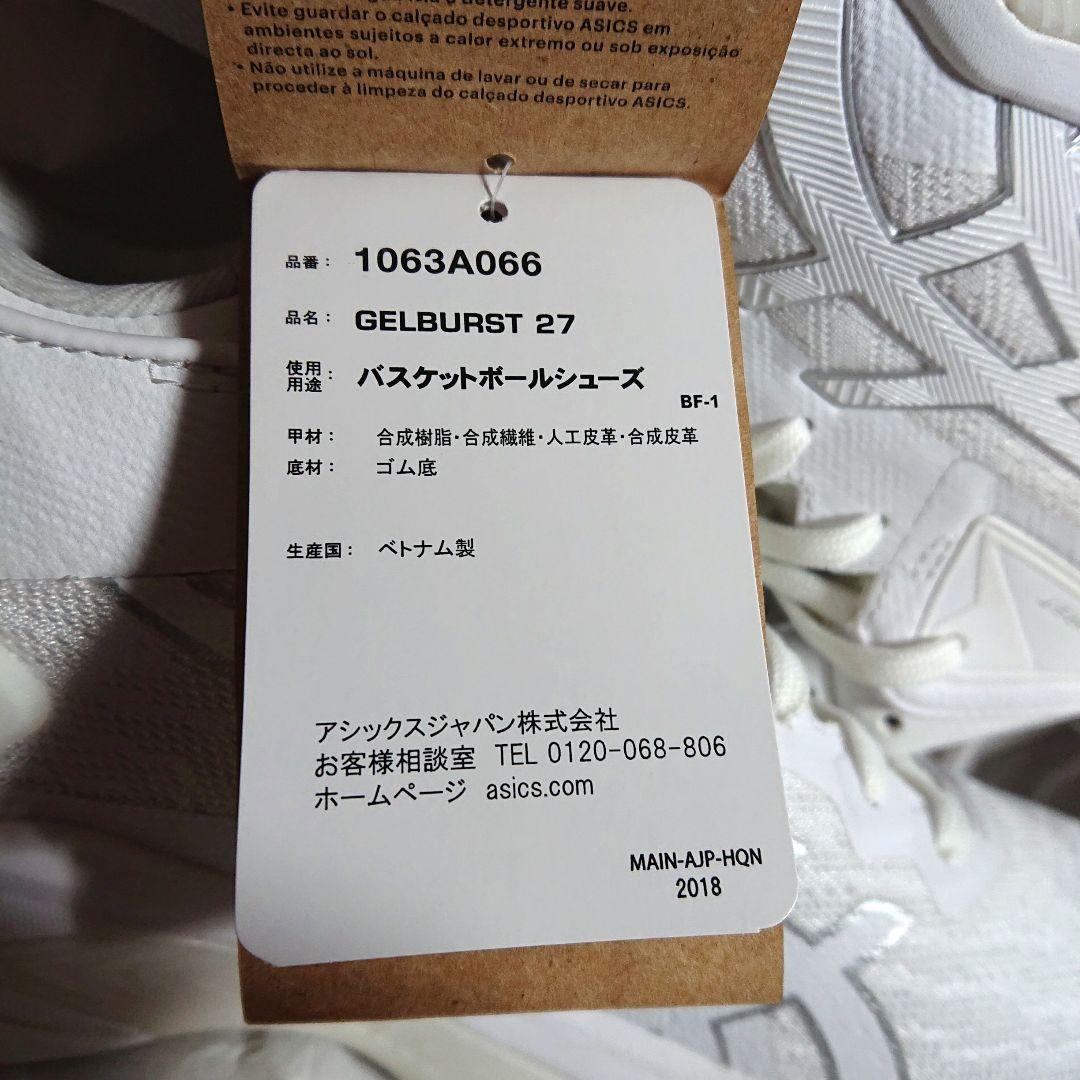 detergente suave.
• Evite guardar o calçado desportivo ASICS em
ambientes sujeitos a calor extremo ou sob exposição
directa ao sol.
• Não utilize a máquina de lavar ou de secar para
proceder à limpeza do calçado desportivo ASICS.
品番： 1063A066
品名： GELBURST 27
使用用途： バスケットボールシューズ
BF-1
甲材： 合成樹脂・合成繊維・人工皮革・合成皮革
底材： ゴム底
生産国： ベトナム製
アシックスジャパン株式会社
お客様相談室 TEL 0120-068-806
ホームページ asics.com
MAIN-AJP-HQN
2018